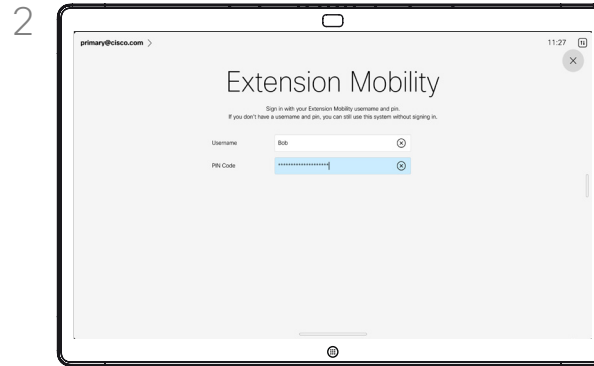 2
primary@cisco.com >
11:27
Extension Mobility
Sign in with your Extension Mobility username and pin.
If you don't have a username and pin, you can still use this system without signing in.
Username
Bob
PIN Code
********************